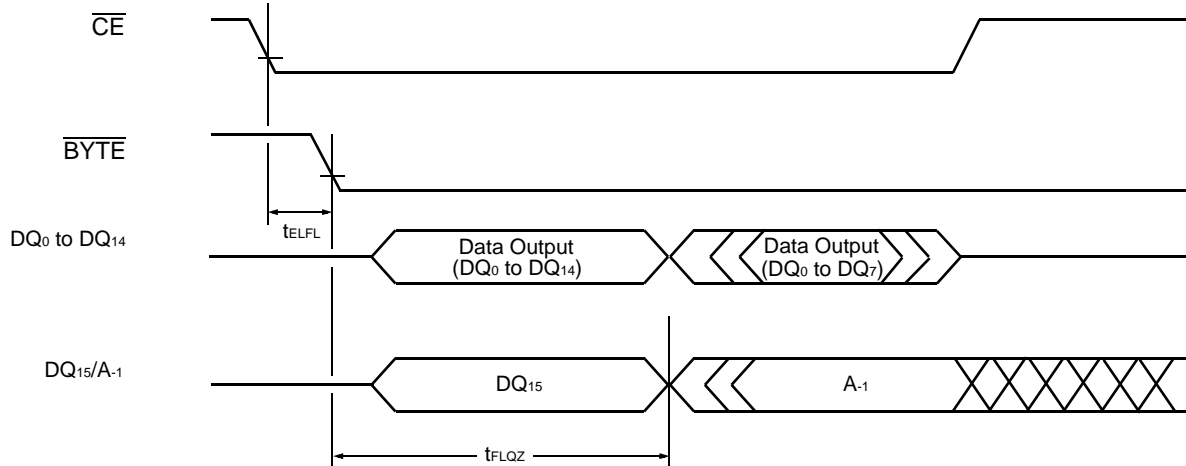 CE
BYTE
tELFL
DQ0 to DQ14
Data Output
(DQ0 to DQ14)
Data Output
(DQ0 to DQ7)
DQ15/A-1
DQ15
A-1
tFLQZ